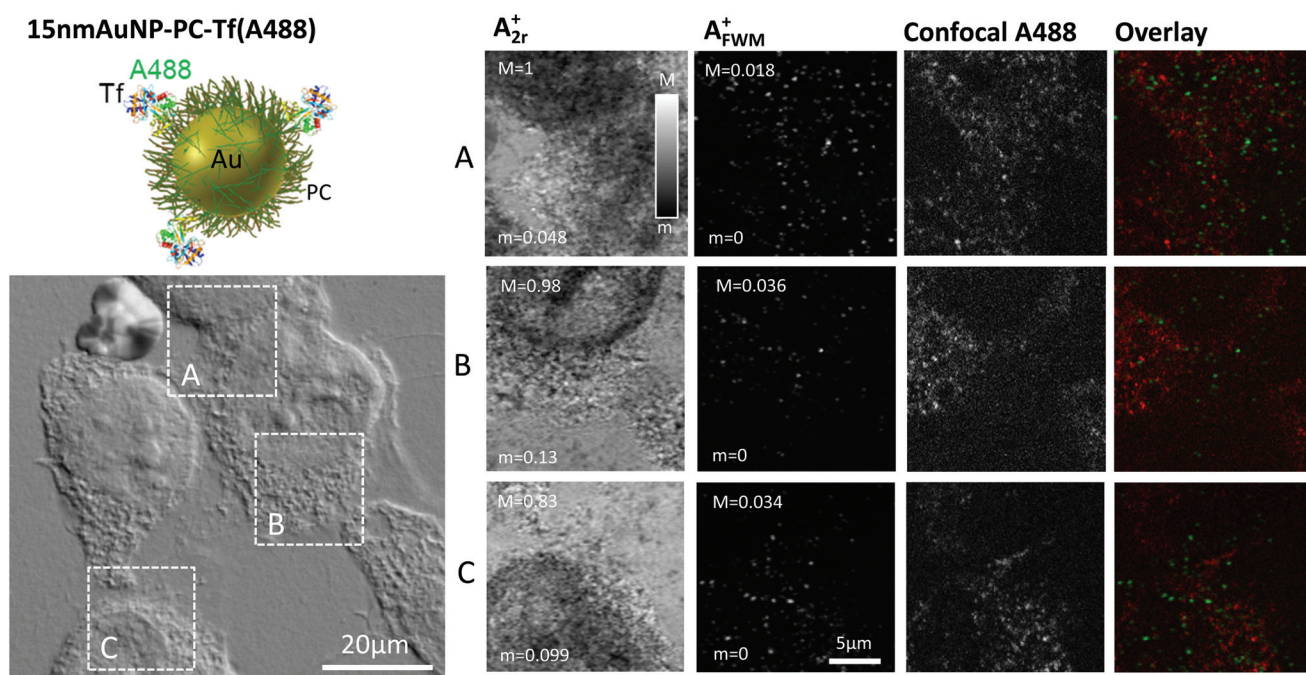 15nmAuNP-PC-Tf(A488)
A488
Tf
Au
PC
A
B
C
20μm
A⁺2r
A⁺FWM
Confocal A488
Overlay
A
M=1
M
m
m=0.048
M=0.018
m=0
B
M=0.98
m=0.13
M=0.036
m=0
C
M=0.83
m=0.099
M=0.034
m=0
5μm